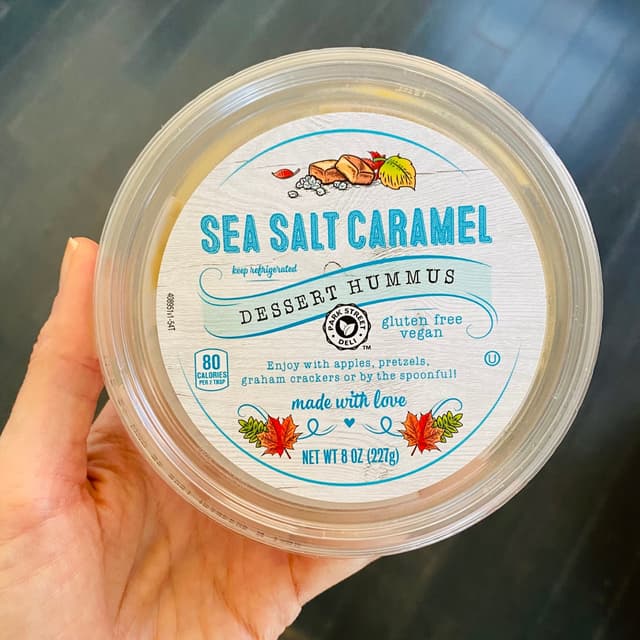 SEA SALT CARAMEL
keep refrigerated
DESSERT HUMMUS
PARK STREET DELI
TM
gluten free
vegan
80
CALORIES
PER 2 TBSP
Enjoy with apples, pretzels,
graham crackers or by the spoonful!
U
made with love
NET WT 8 OZ (227g)